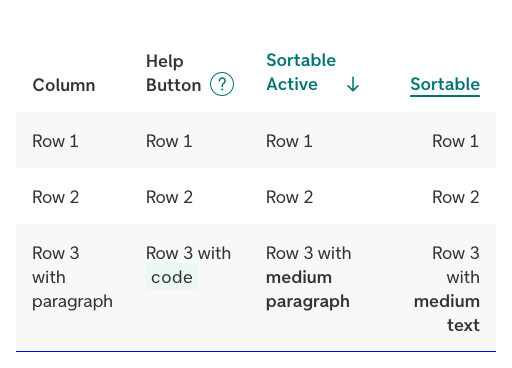 Column
Help
Button ?
Sortable
Active ↓
Sortable
Row 1 Row 1 Row 1 Row 1
Row 2 Row 2 Row 2 Row 2
Row 3
with
paragraph
Row 3 with
code
Row 3 with
medium
paragraph
Row 3
with
medium
text